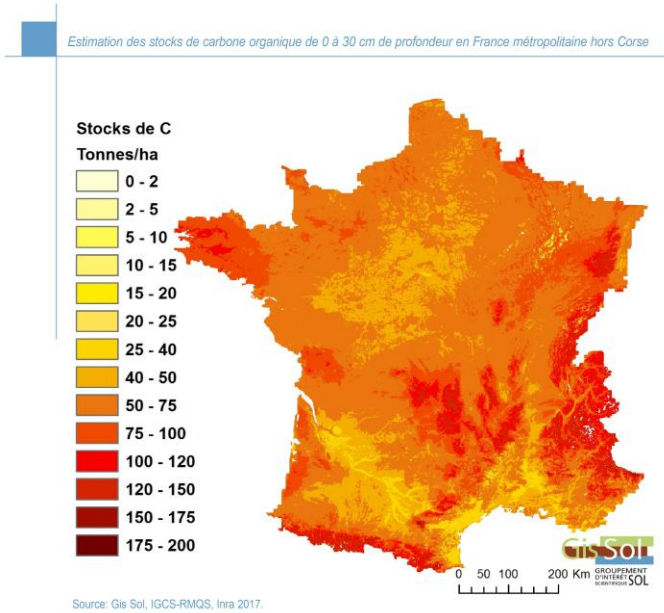 Estimation des stocks de carbone organique de 0 à 30 cm de profondeur en France métropolitaine hors Corse
Stocks de C
Tonnes/ha
0 - 2
2 - 5
5 - 10
10 - 15
15 - 20
20 - 25
25 - 40
40 - 50
50 - 75
75 - 100
100 - 120
120 - 150
150 - 175
175 - 200
Gis Sol
GROUPEMENT
D'INTÉRÊT
SCIENTIFIQUE SOL
0 50 100 200 Km
Source: Gis Sol, IGCS-RMQS, Inra 2017.